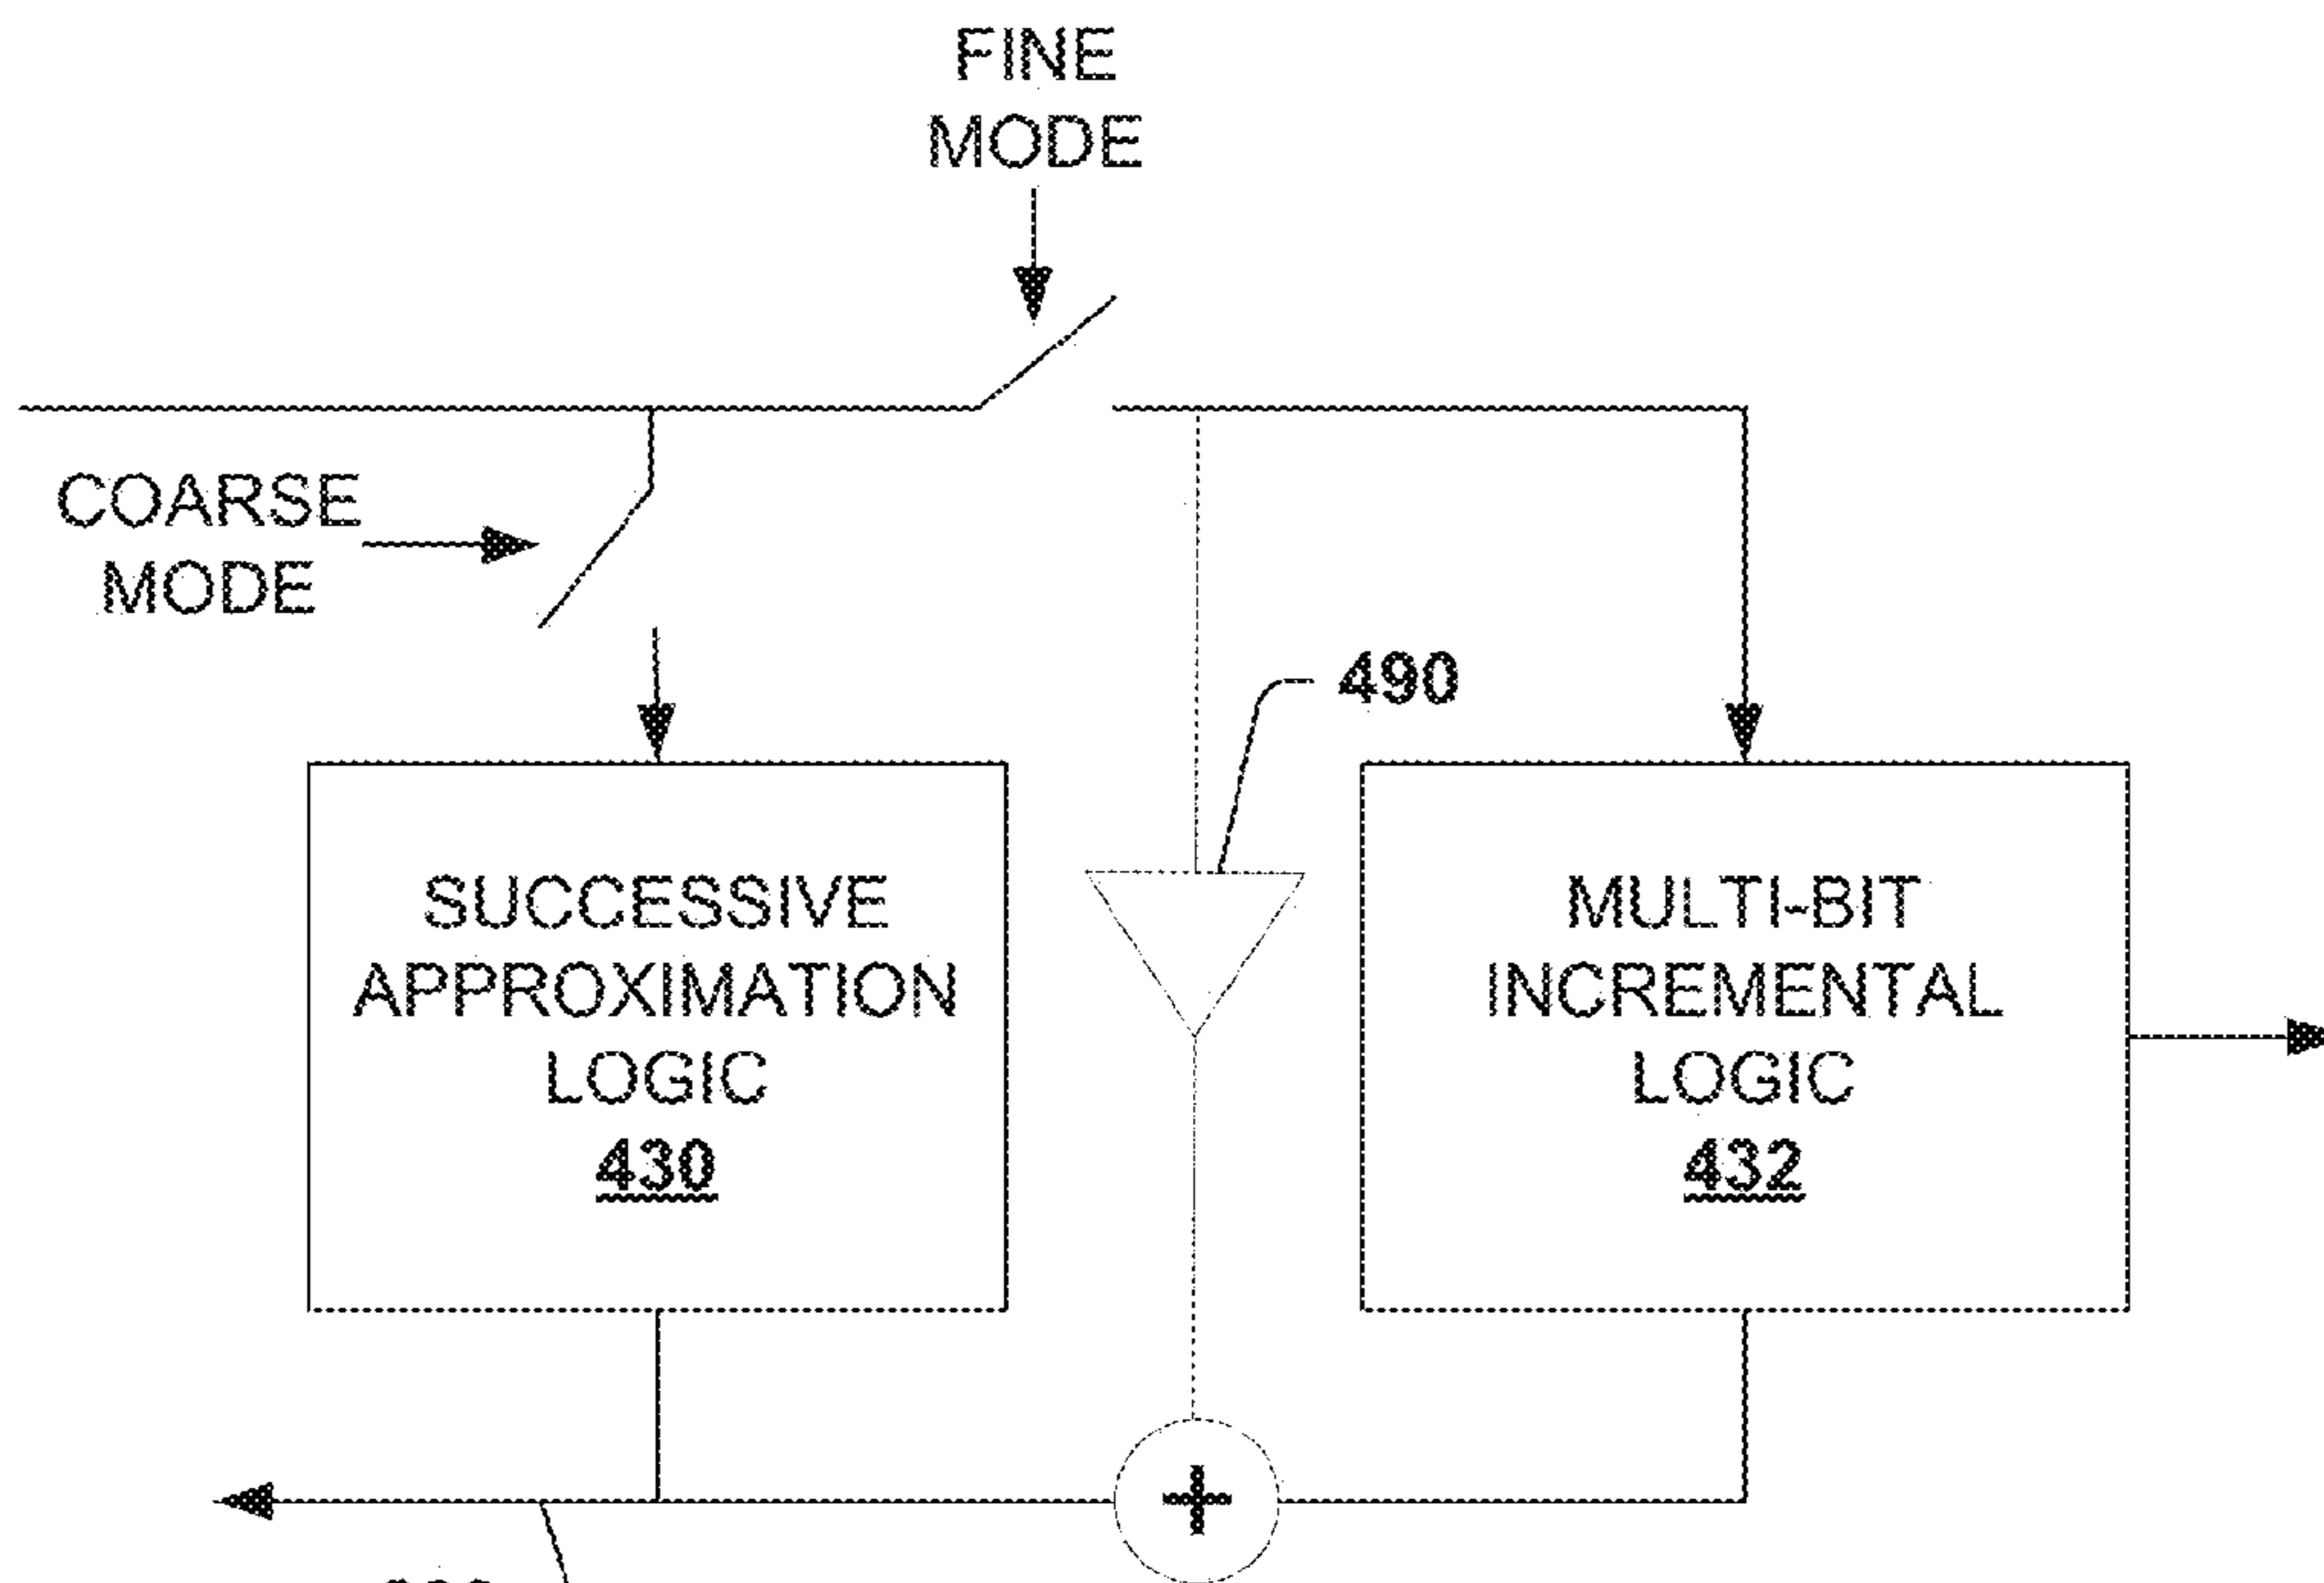 FINE
MODE
COARSE
MODE
490
SUCCESSIVE
APPROXIMATION
LOGIC
430
MULTI-BIT
INCREMENTAL
LOGIC
432
+